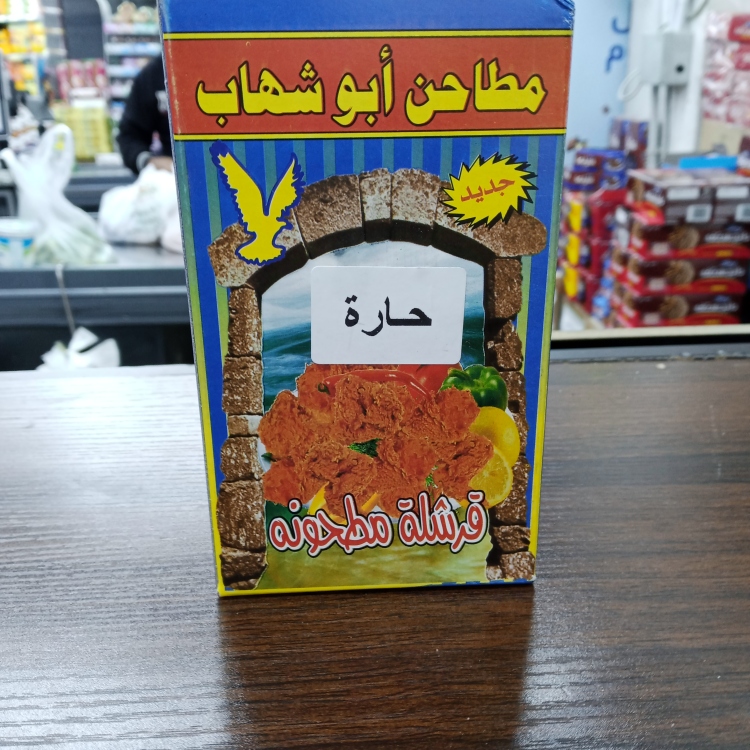 مطاحن أبو شهاب
جديد
حارة
قرشلة مطحونه